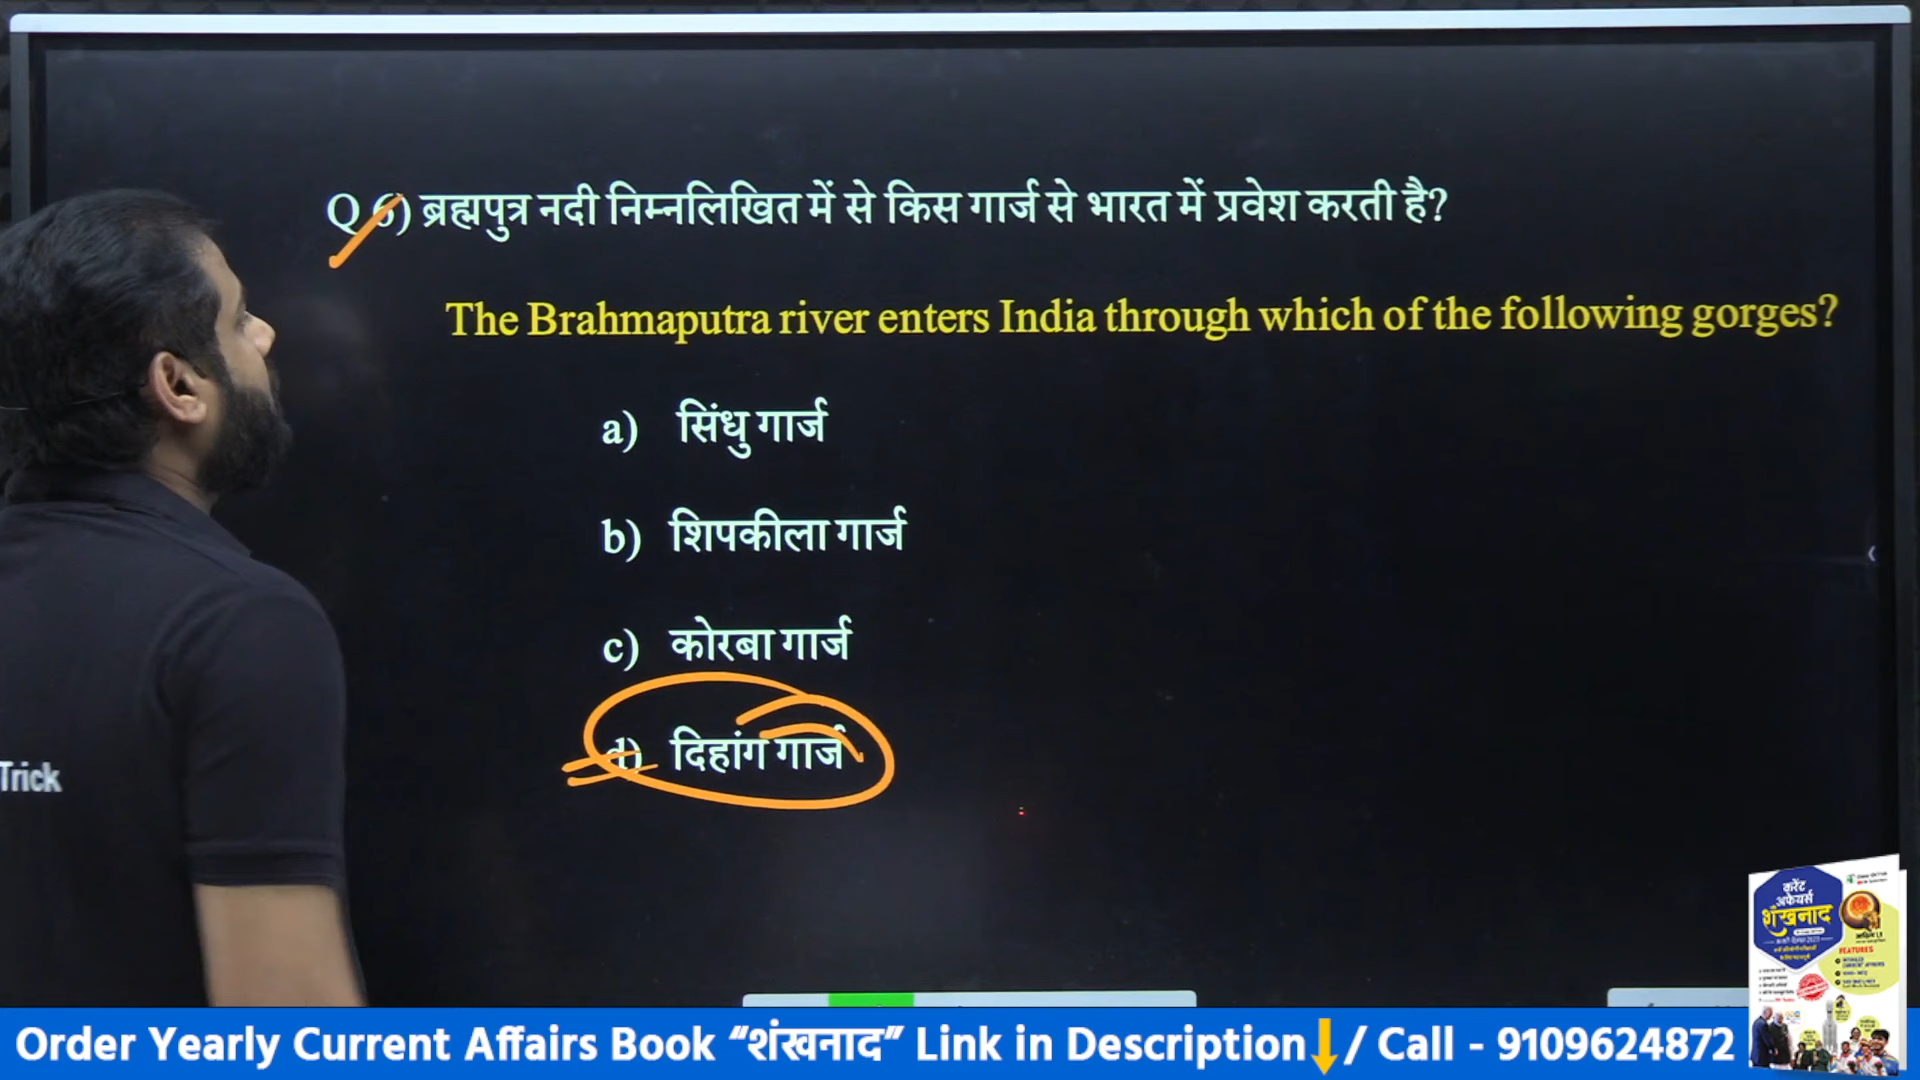 Q 6) ब्रह्मपुत्र नदी निम्नलिखित में से किस गार्ज से भारत में प्रवेश करती है?
The Brahmaputra river enters India through which of the following gorges?
a) सिंधु गार्ज
b) शिपकीला गार्ज
c) कोरबा गार्ज
d) दिहांग गार्ज
Trick
करेंट
अफेयर्स
शंखनाद
FEATURES
Order Yearly Current Affairs Book “शंखनाद” Link in Description / Call - 9109624872